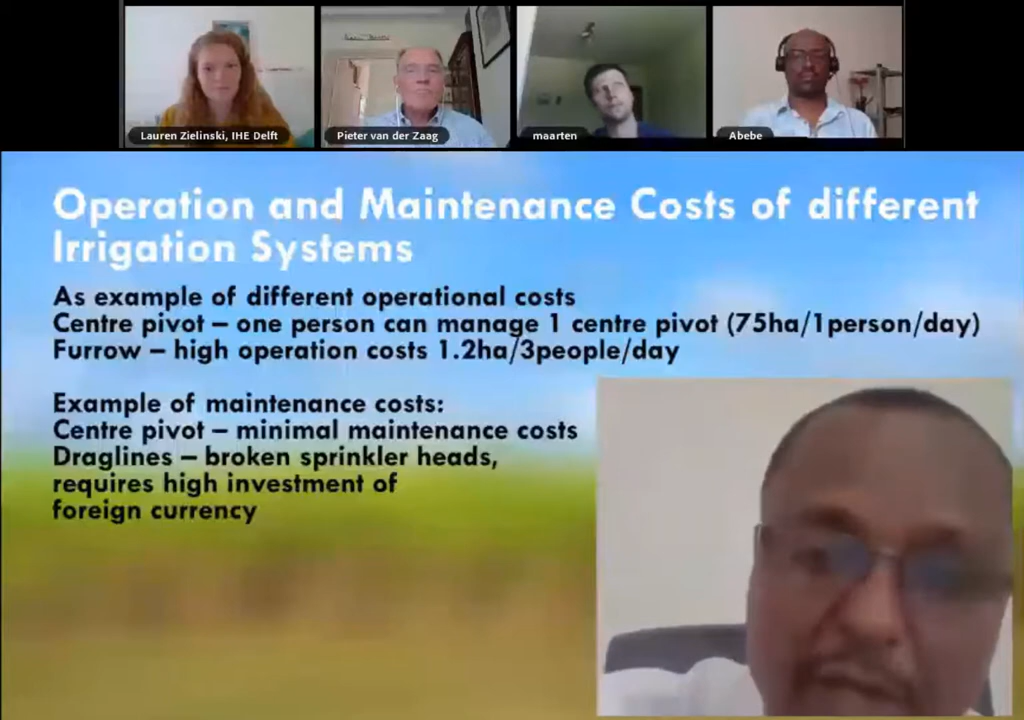 Lauren Zielinski, IHE Delft
Pieter van der Zaag
maarten
Abebe
Operation and Maintenance Costs of different
Irrigation Systems
As example of different operational costs
Centre pivot – one person can manage 1 centre pivot (75ha/1person/day)
Furrow – high operation costs 1.2ha/3people/day
Example of maintenance costs:
Centre pivot – minimal maintenance costs
Draglines – broken sprinkler heads,
requires high investment of
foreign currency